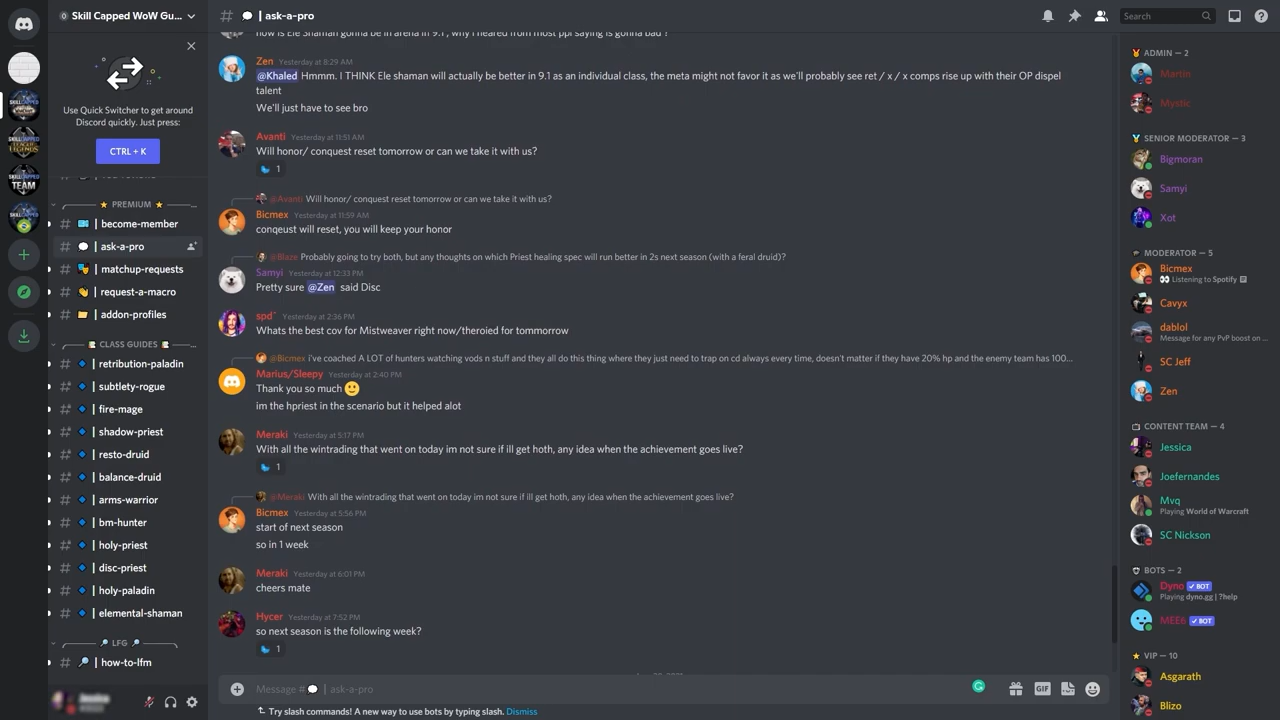 Skill Capped WoW Gu...
Use Quick Switcher to get around
Discord quickly. Just press:
CTRL + K
PREMIUM
become-member
ask-a-pro
matchup-requests
request-a-macro
addon-profiles
CLASS GUIDES
retribution-paladin
subtlety-rogue
fire-mage
shadow-priest
resto-druid
balance-druid
arms-warrior
bm-hunter
holy-priest
disc-priest
holy-paladin
elemental-shaman
LFG
how-to-lfm
# | ask-a-pro
Search
how is Ele Shaman gonna be in arena in 9.1 , why i heared from most ppl saying is gonna bad ?
Zen Yesterday at 8:29 AM
@Khaled Hmmm. I THINK Ele shaman will actually be better in 9.1 as an individual class, the meta might not favor it as we'll probably see ret / x / x comps rise up with their OP dispel
talent
We'll just have to see bro
Avanti Yesterday at 11:51 AM
Will honor/ conquest reset tomorrow or can we take it with us?
1
@Avanti Will honor/ conquest reset tomorrow or can we take it with us?
Bicmex Yesterday at 11:59 AM
conqeust will reset, you will keep your honor
@Blaze Probably going to try both, but any thoughts on which Priest healing spec will run better in 2s next season (with a feral druid)?
Samyi Yesterday at 12:33 PM
Pretty sure @Zen said Disc
spd˜ Yesterday at 2:36 PM
Whats the best cov for Mistweaver right now/theroied for tommorrow
@Bicmex i've coached A LOT of hunters watching vods n stuff and they all do this thing where they just need to trap on cd always every time, doesn't matter if they have 20% hp and the enemy team has 100...
Marius/Sleepy Yesterday at 2:40 PM
Thank you so much 🙂
im the hpriest in the scenario but it helped alot
Meraki Yesterday at 5:17 PM
With all the wintrading that went on today im not sure if ill get hoth, any idea when the achievement goes live?
1
@Meraki With all the wintrading that went on today im not sure if ill get hoth, any idea when the achievement goes live?
Bicmex Yesterday at 5:56 PM
start of next season
so in 1 week
Meraki Yesterday at 6:01 PM
cheers mate
Hycer Yesterday at 7:52 PM
so next season is the following week?
1
Message # | ask-a-pro
GIF
Try slash commands! A new way to use bots by typing slash. Dismiss
ADMIN — 2
Martin
Mystic
SENIOR MODERATOR — 3
Bigmoran
Samyi
Xot
MODERATOR — 5
Bicmex
Listening to Spotify
Cavyx
dablol
Message for any PvP boost on ...
SC Jeff
Zen
CONTENT TEAM — 4
Jessica
Joefernandes
Mvq
Playing World of Warcraft
SC Nickson
BOTS — 2
Dyno BOT
Playing dyno.gg | ?help
MEE6 BOT
VIP — 10
Asgarath
Blizo